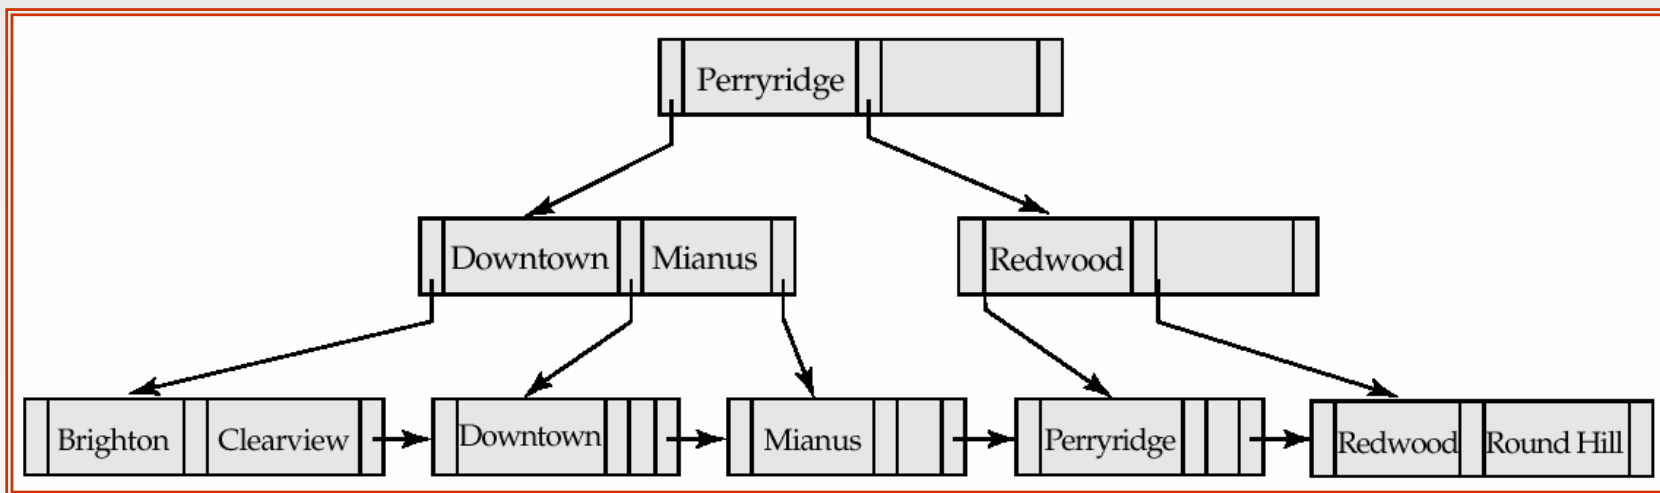 Perryridge
Downtown Mianus Redwood
Brighton Clearview Downtown Mianus Perryridge Redwood Round Hill